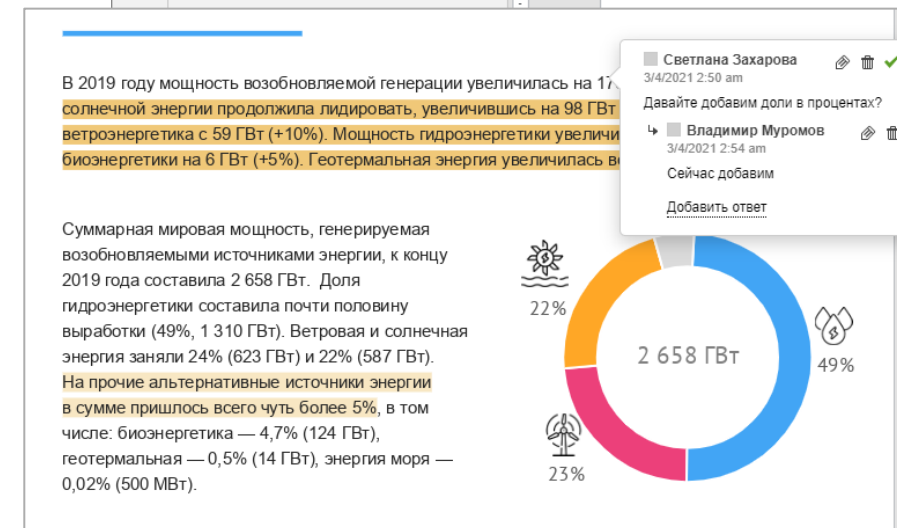 В 2019 году мощность возобновляемой генерации увеличилась на
солнечной энергии продолжила лидировать, увеличившись на 98 ГВт
ветроэнергетика с 59 ГВт (+10%). Мощность гидроэнергетики
биоэнергетики на 6 ГВт (+5%). Геотермальная энергия увеличилась
Светлана Захарова
3/4/2021 2:50 am
Давайте добавим доли в процентах?
Владимир Муромов
3/4/2021 2:54 am
Сейчас добавим
Добавить ответ
Суммарная мировая мощность, генерируемая
возобновляемыми источниками энергии, к концу
2019 года составила 2 658 ГВт. Доля
гидроэнергетики составила почти половину
выработки (49%, 1 310 ГВт). Ветровая и солнечная
энергия заняли 24% (623 ГВт) и 22% (587 ГВт).
На прочие альтернативные источники энергии
в сумме пришлось всего чуть более 5%, в том
числе: биоэнергетика — 4,7% (124 ГВт),
геотермальная — 0,5% (14 ГВт), энергия моря —
0,02% (500 МВт).
22%
2 658 ГВт
49%
23%